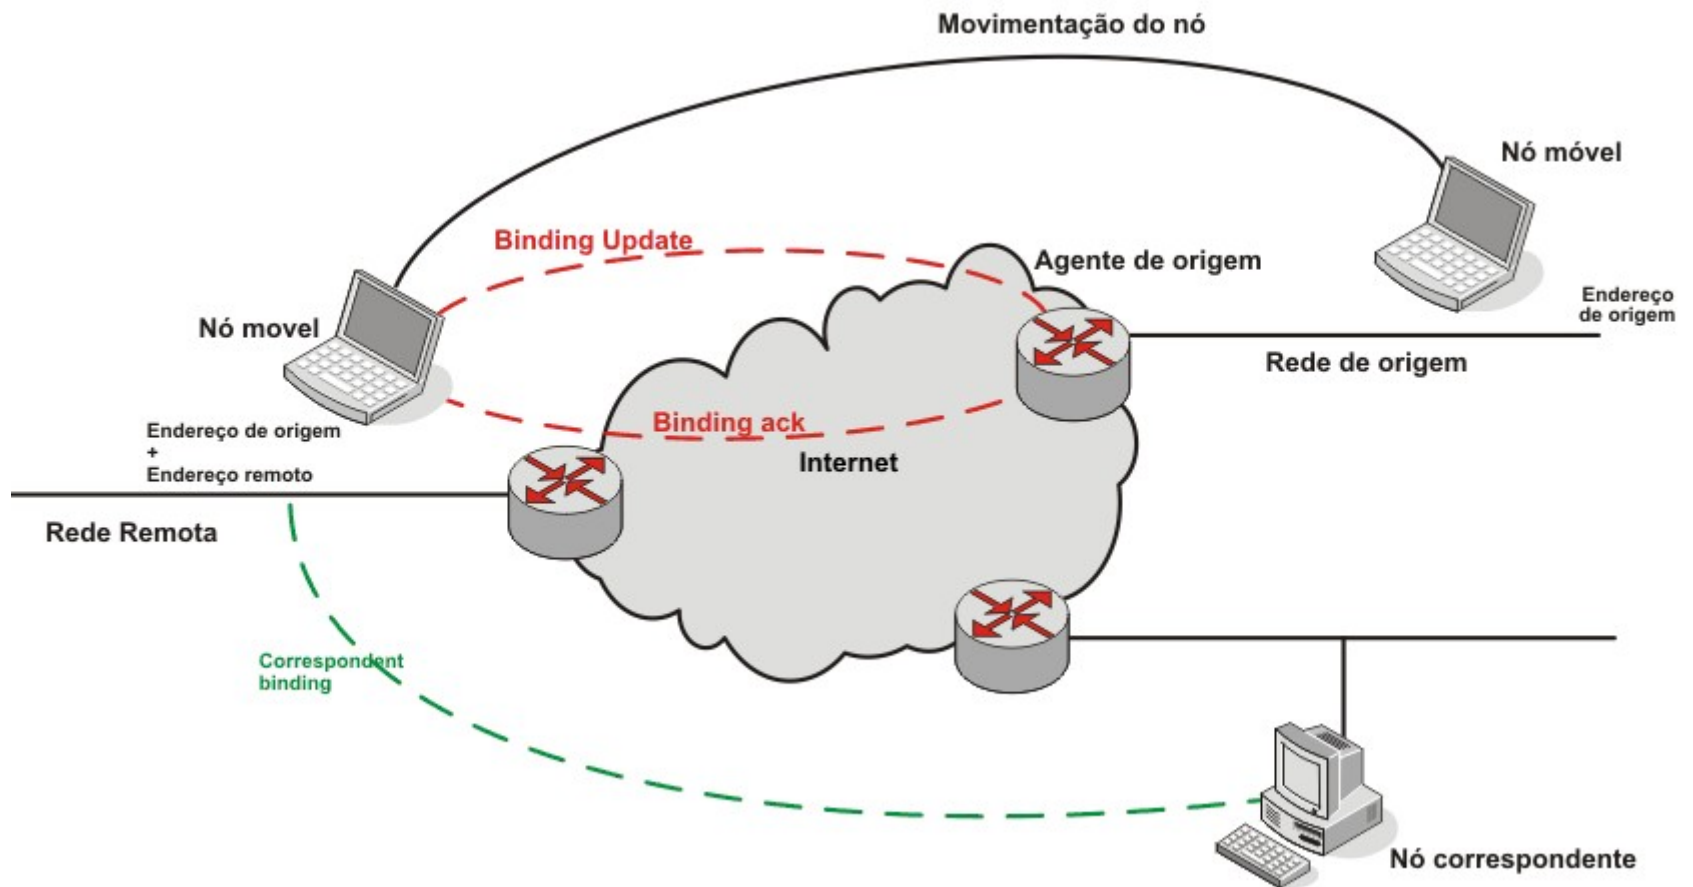 Movimentação do nó
Nó móvel
Binding Update
Agente de origem
Endereço
de origem
Nó movel
Rede de origem
Binding ack
Endereço de origem
+
Endereço remoto
Internet
Rede Remota
Correspondent
binding
Nó correspondente